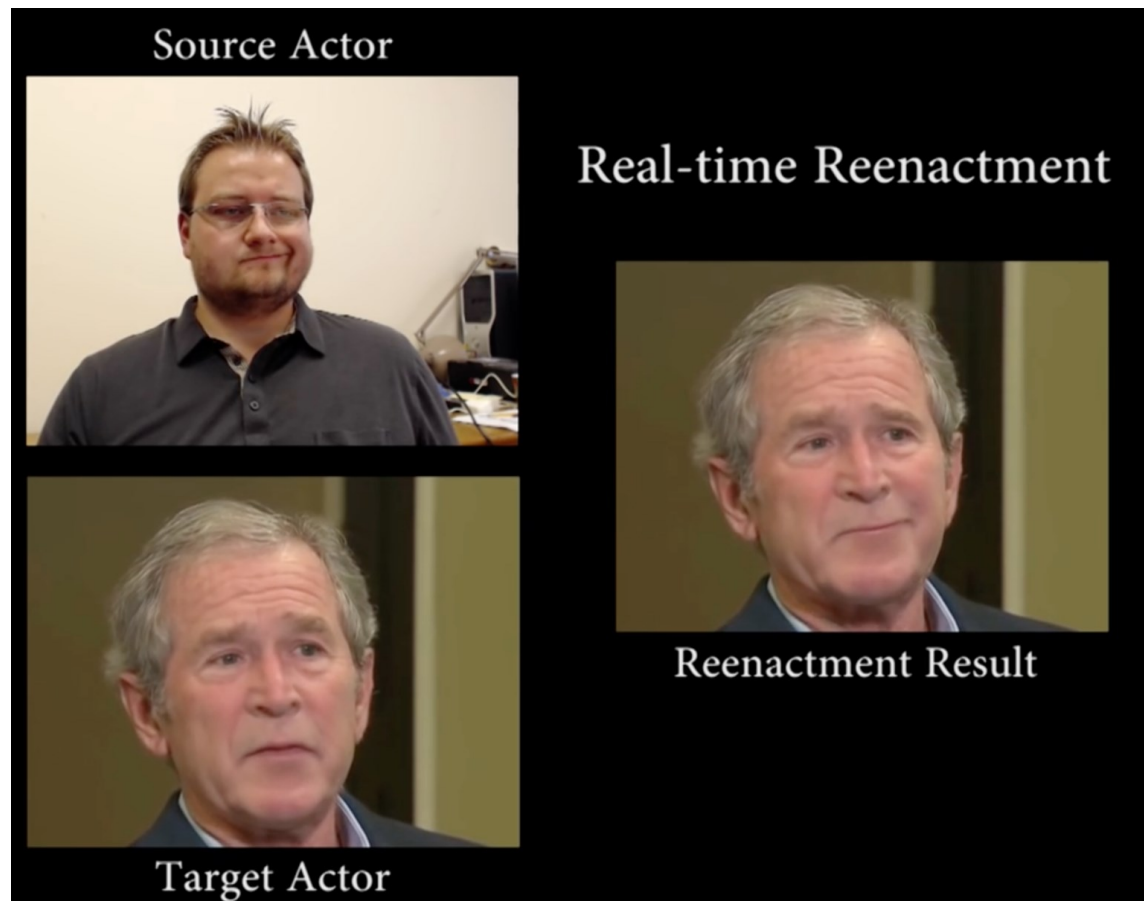 Source Actor
Real-time Reenactment
Reenactment Result
Target Actor